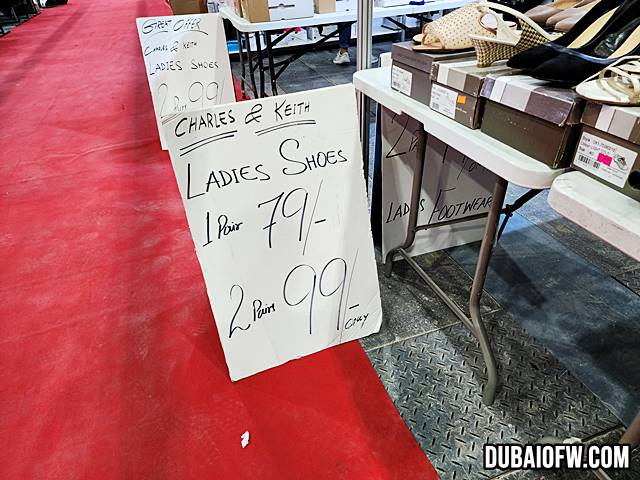 GREAT OFFER
CHARLES & KEITH
LADIES SHOES
2 Pair 99/-
CHARLES & KEITH
LADIES SHOES
1 Pair 79/-
2 Pairs 99/-
ONLY
LADIES FOOTWEAR
DUBAIOFW.COM